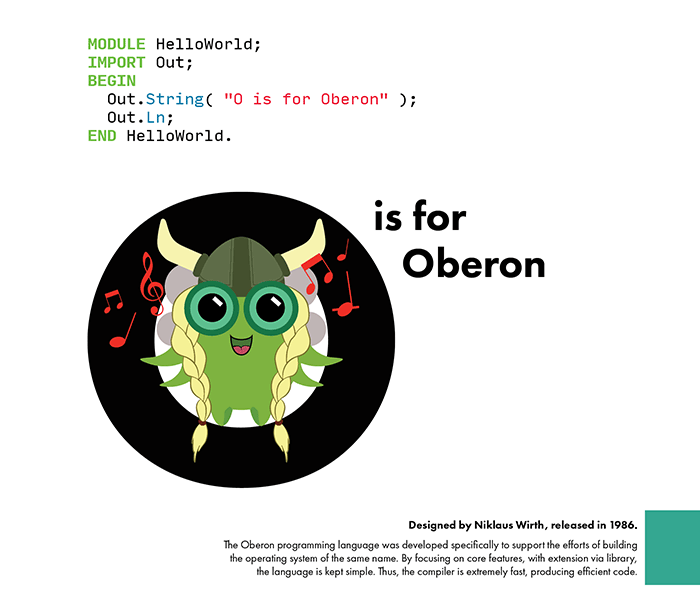 MODULE HelloWorld;
IMPORT Out;
BEGIN
  Out.String( "O is for Oberon" );
  Out.Ln;
END HelloWorld.
is for
Oberon
Designed by Niklaus Wirth, released in 1986.
The Oberon programming language was developed specifically to support the efforts of building
the operating system of the same name. By focusing on core features, with extension via library,
the language is kept simple. Thus, the compiler is extremely fast, producing efficient code.